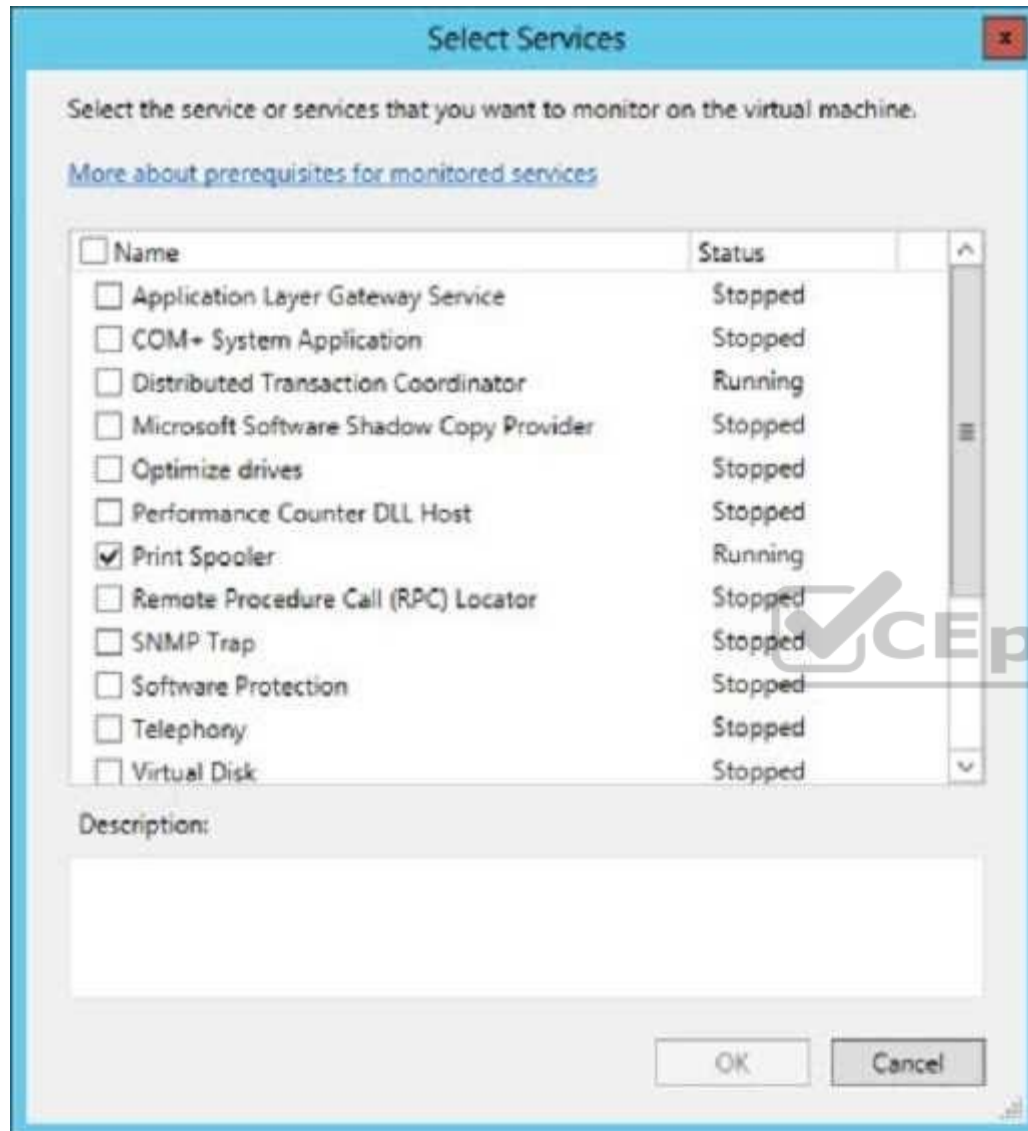 Select Services
x
Select the service or services that you want to monitor on the virtual machine.
More about prerequisites for monitored services
Name Status
Application Layer Gateway Service Stopped
COM+ System Application Stopped
Distributed Transaction Coordinator Running
Microsoft Software Shadow Copy Provider Stopped
Optimize drives Stopped
Performance Counter DLL Host Stopped
Print Spooler Running
Remote Procedure Call (RPC) Locator Stopped
SNMP Trap Stopped
Software Protection Stopped
Telephony Stopped
Virtual Disk Stopped
CEp
Description:
OK Cancel